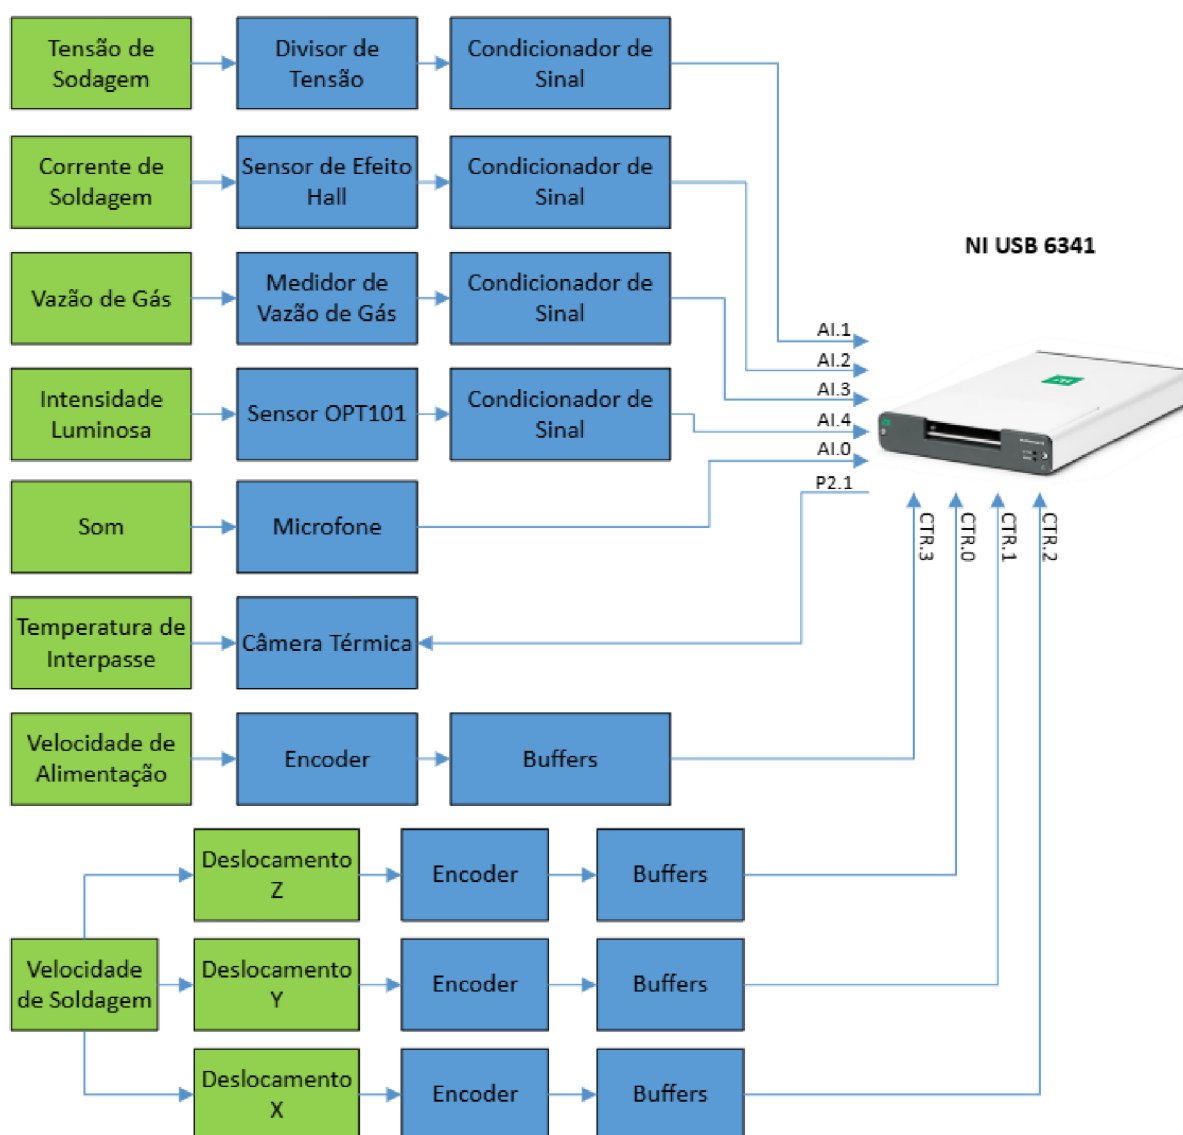 Tensão de
Sodagem
Divisor de
Tensão
Condicionador de
Sinal
Corrente de
Soldagem
Sensor de Efeito
Hall
Condicionador de
Sinal
NI USB 6341
Vazão de Gás
Medidor de
Vazão de Gás
Condicionador de
Sinal
AI.1
AI.2
AI.3
AI.4
AI.0
P2.1
Intensidade
Luminosa
Sensor OPT101
Condicionador de
Sinal
Som
Microfone
CTR.3
CTR.0
CTR.1
CTR.2
Temperatura de
Interpasse
Câmera Térmica
Velocidade de
Alimentação
Encoder
Buffers
Velocidade
de Soldagem
Deslocamento
Z
Encoder
Buffers
Deslocamento
Y
Encoder
Buffers
Deslocamento
X
Encoder
Buffers